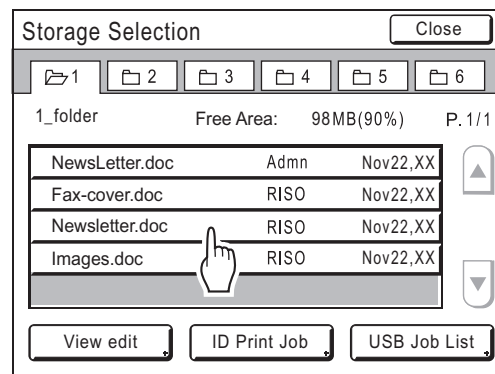 Storage Selection Close
1 2 3 4 5 6
1_folder Free Area: 98MB(90%) P. 1/1
NewsLetter.doc Admn Nov22,XX
Fax-cover.doc RISO Nov22,XX
Newsletter.doc RISO Nov22,XX
Images.doc RISO Nov22,XX
View edit ID Print Job USB Job List